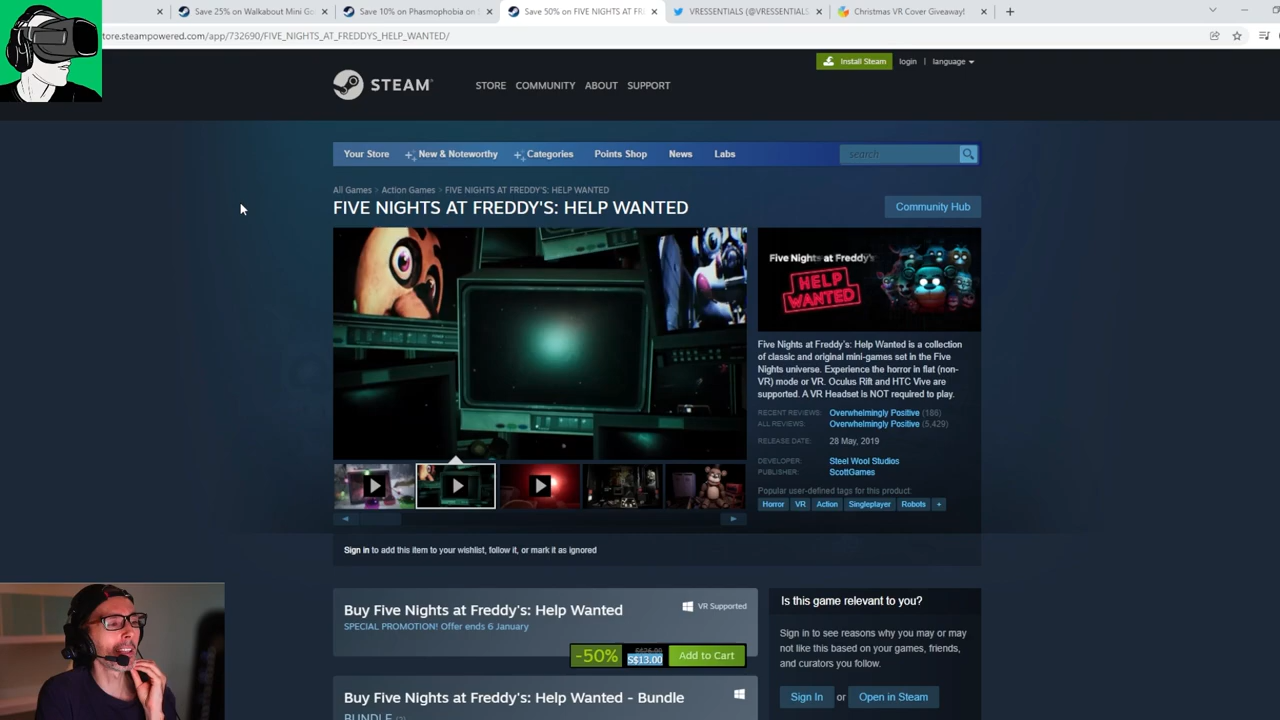 Save 25% on Walkabout Mini Go
Save 10% on Phasmophobia on S
Save 50% on FIVE NIGHTS AT FRE
VRESSENTIALS (@VRESSENTIALS
Christmas VR Cover Giveaway!
tore.steampowered.com/app/732690/FIVE_NIGHTS_AT_FREDDYS_HELP_WANTED/
Install Steam
login | language
STEAM
STORE COMMUNITY ABOUT SUPPORT
Your Store
New & Noteworthy
Categories
Points Shop
News
Labs
search
All Games > Action Games > FIVE NIGHTS AT FREDDY'S: HELP WANTED
FIVE NIGHTS AT FREDDY'S: HELP WANTED
Community Hub
Five Nights at Freddy's
HELP
WANTED
Five Nights at Freddy's: Help Wanted is a collection
of classic and original mini-games set in the Five
Nights universe. Experience the horror in flat (non-
VR) mode or VR. Oculus Rift and HTC Vive are
supported. A VR Headset is NOT required to play.
RECENT REVIEWS: Overwhelmingly Positive (186)
ALL REVIEWS: Overwhelmingly Positive (5,429)
RELEASE DATE: 28 May, 2019
DEVELOPER: Steel Wool Studios
PUBLISHER: ScottGames
Popular user-defined tags for this product:
Horror VR Action Singleplayer Robots +
Sign in to add this item to your wishlist, follow it, or mark it as ignored
Buy Five Nights at Freddy's: Help Wanted
VR Supported
SPECIAL PROMOTION! Offer ends 6 January
-50%
S$26.00
S$13.00
Add to Cart
Buy Five Nights at Freddy's: Help Wanted - Bundle
BUNDLE (?)
Is this game relevant to you?
Sign in to see reasons why you may or may
not like this based on your games, friends,
and curators you follow.
Sign In or Open in Steam